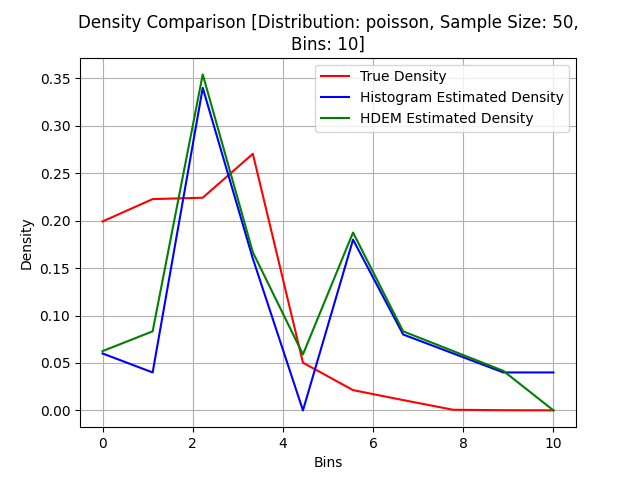 Density Comparison [Distribution: poisson, Sample Size: 50,
Bins: 10]
True Density
Histogram Estimated Density
HDEM Estimated Density
Density
0.35
0.30
0.25
0.20
0.15
0.10
0.05
0.00
0 2 4 6 8 10
Bins